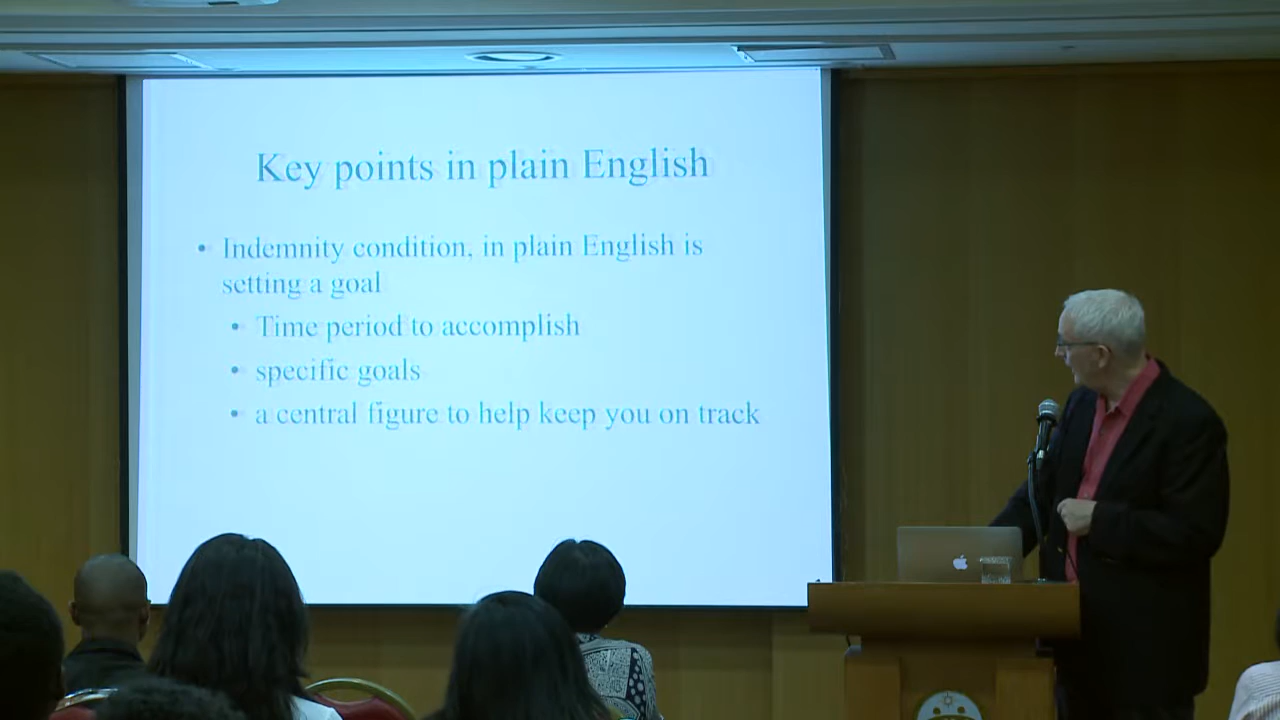 Key points in plain English
• Indemnity condition, in plain English is
setting a goal
• Time period to accomplish
• specific goals
• a central figure to help keep you on track